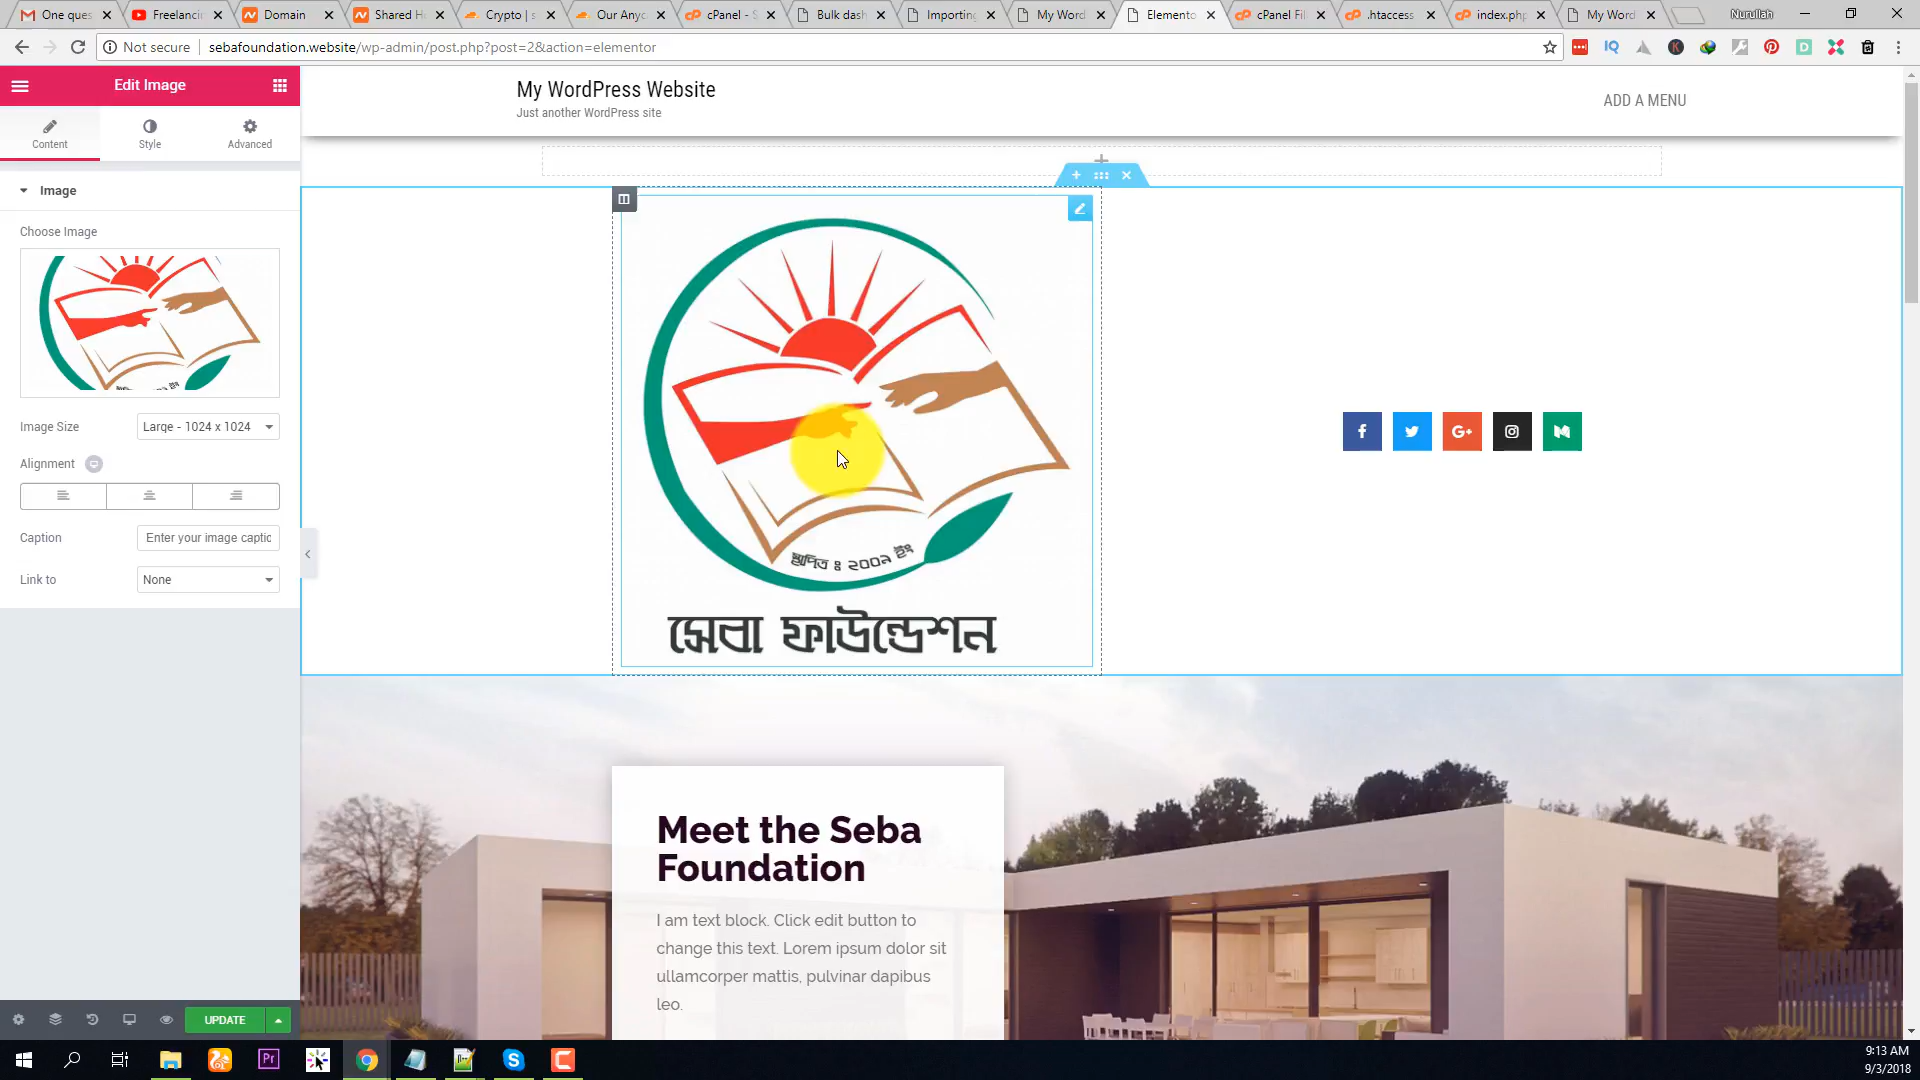 One ques
Freelancin
Domain
Shared H
Crypto | s
Our Anyc
cPanel - S
Bulk dash
Importing
My Word
Elemento
cPanel Fil
.htaccess
index.php
My Word
Nurullah
Not secure
sebafoundation.website/wp-admin/post.php?post=2&action=elementor
Edit Image
Content
Style
Advanced
Image
Choose Image
Image Size
Large - 1024 x 1024
Alignment
Caption
Enter your image captic
Link to
None
UPDATE
My WordPress Website
Just another WordPress site
ADD A MENU
স্থাপিত ঃ ২০০৯ ইং
সেবা ফাউন্ডেশন
Meet the Seba
Foundation
I am text block. Click edit button to
change this text. Lorem ipsum dolor sit
ullamcorper mattis, pulvinar dapibus
leo.
9:13 AM
9/3/2018